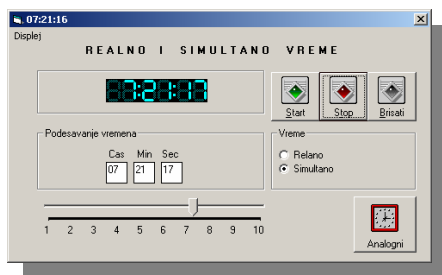 07:21:16
Displej
REALNO I SIMULTANO VREME
7:21:17
Start Stop Brisati
Podesavanje vremena
Cas Min Sec
07 21 17
Vreme
Relano
Simultano
1 2 3 4 5 6 7 8 9 10
Analogni